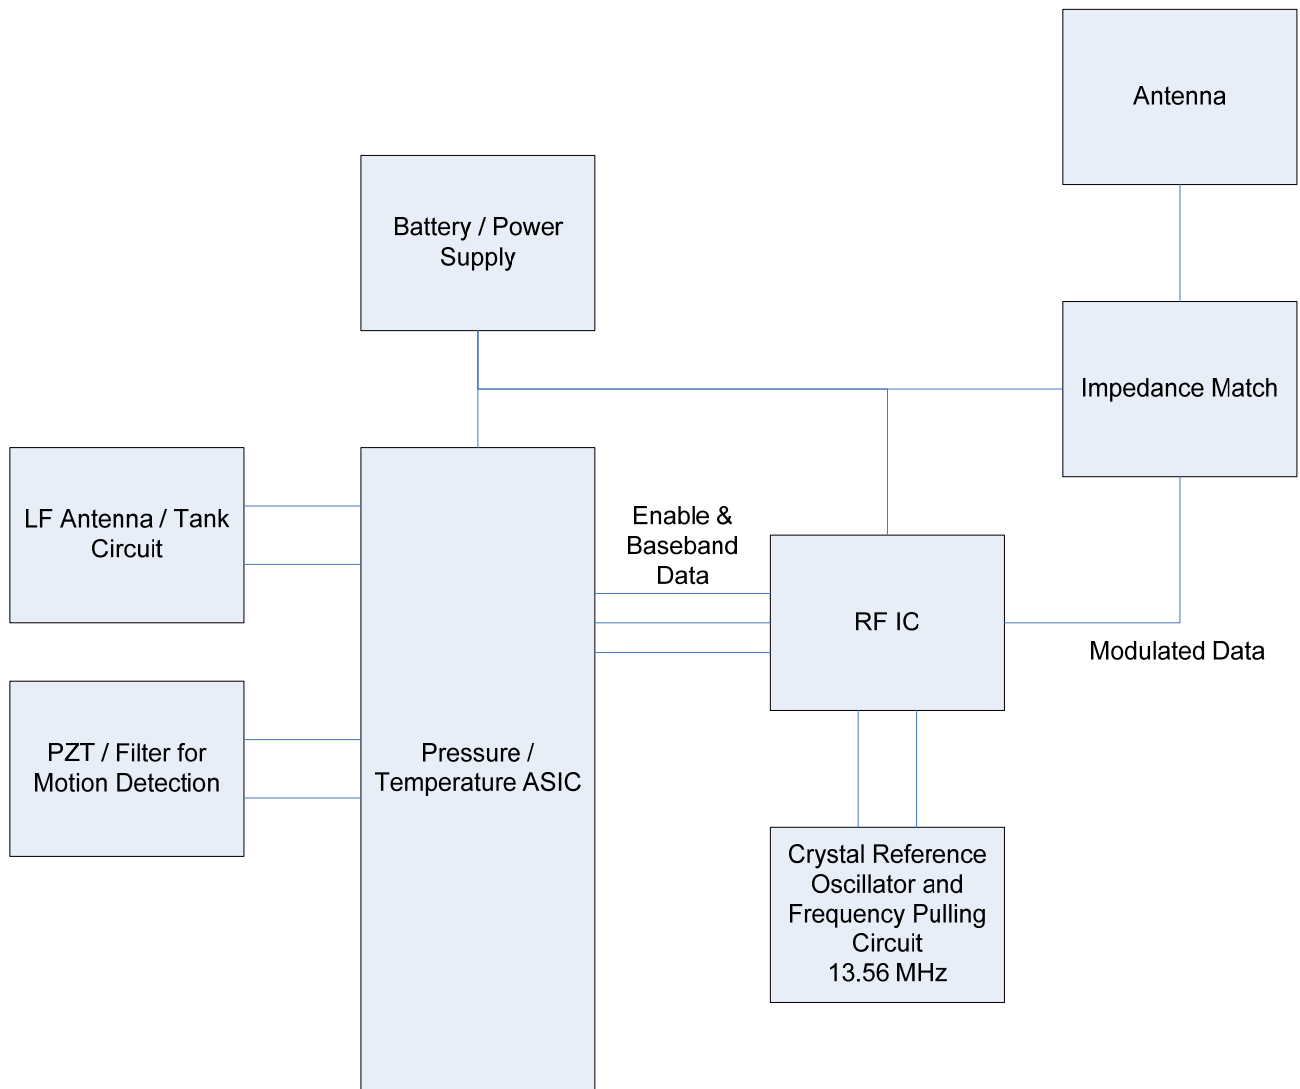 Antenna
Battery / Power
Supply
Impedance Match
LF Antenna / Tank
Circuit
Enable &
Baseband
Data
RF IC
Modulated Data
PZT / Filter for
Motion Detection
Pressure /
Temperature ASIC
Crystal Reference
Oscillator and
Frequency Pulling
Circuit
13.56 MHz